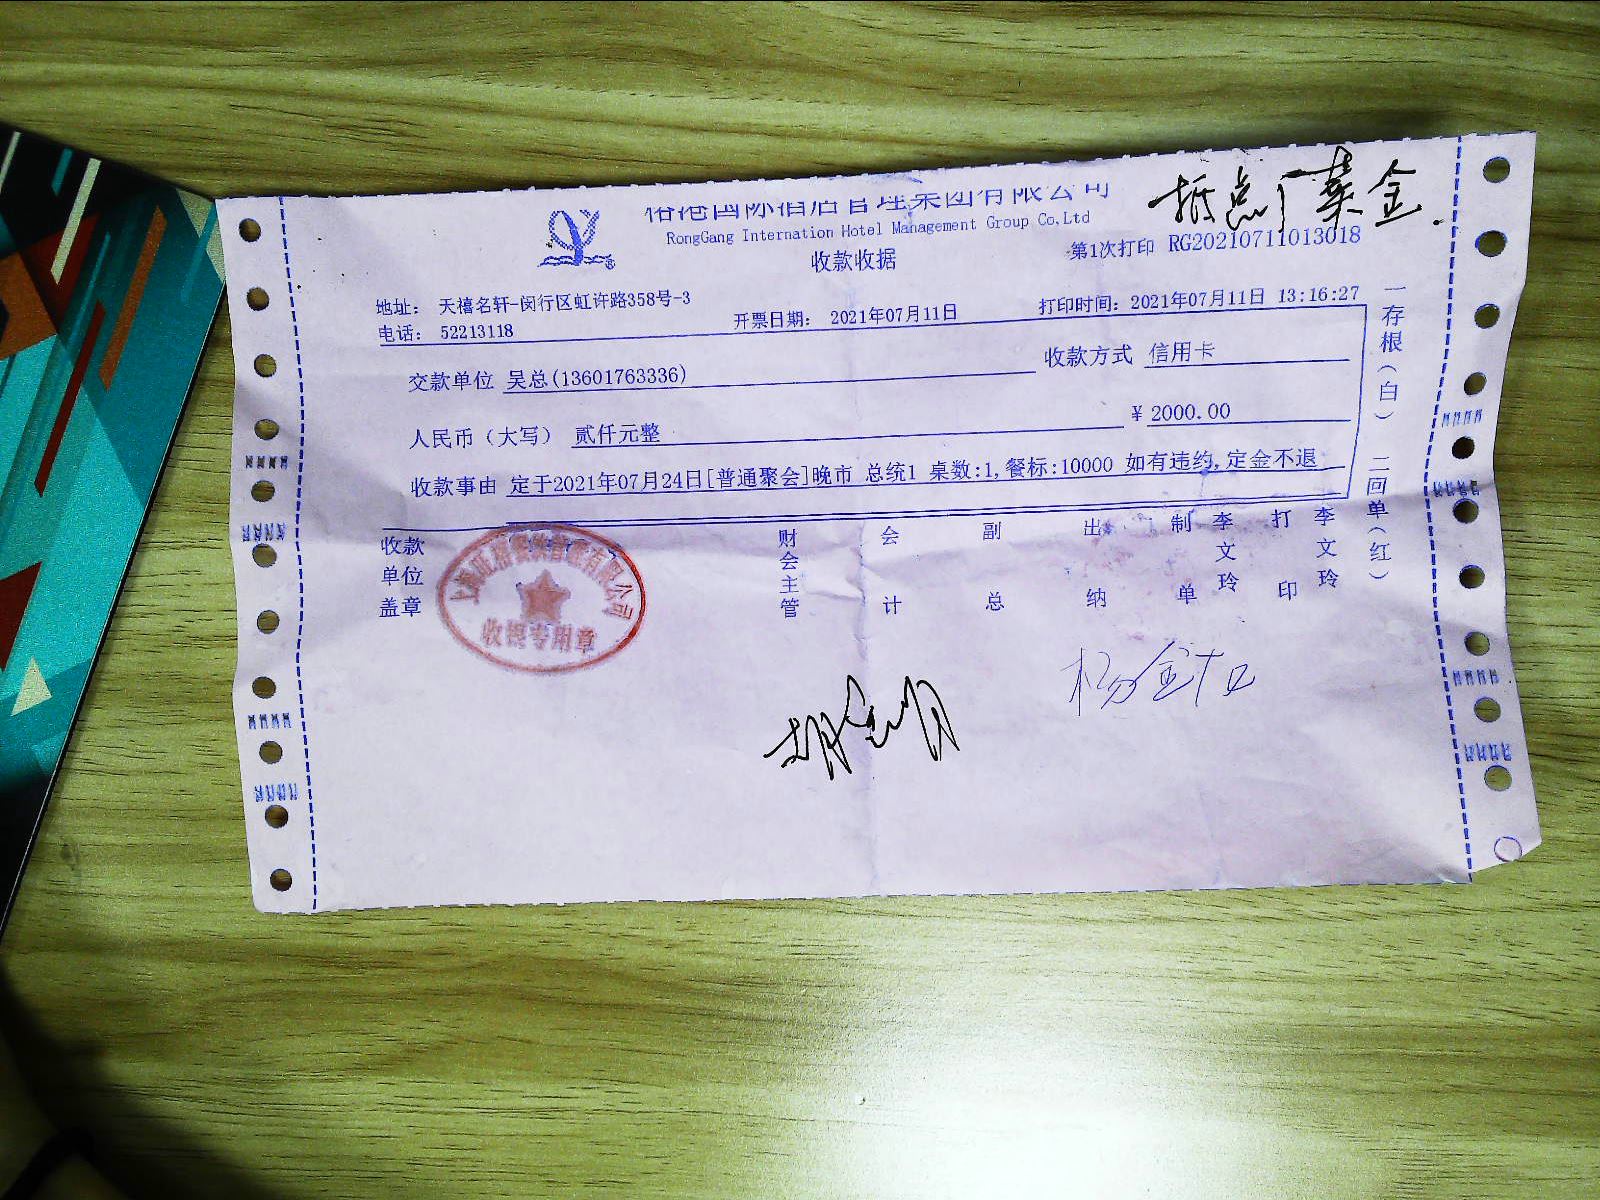 港国际酒店管理集团有限公司
RongGang Internation Hotel Management Group Co.Ltd
收款收据
第1次打印 RG20210711013018
地址: 天禧名轩-闵行区虹许路358号-3
电话: 52213118
开票日期: 2021年07月11日
打印时间: 2021年07月11日 13:16:27
交款单位 吴总(13601763336)
收款方式 信用卡
人民币(大写) 贰仟元整
¥ 2000.00
收款事由 定于2021年07月24日[普通聚会]晚市 总统1 桌数:1,餐标:10000 如有违约,定金不退
收款单位盖章
财会主管
会计
副总
出纳
制单
李文玲
打印
李文玲
一存根(白) 二回单(红)
收据专用章